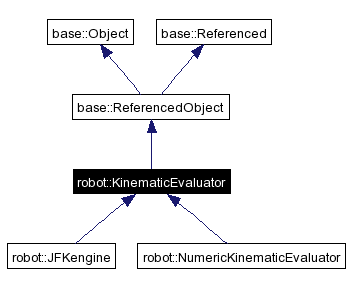 base::Object
base::Referenced
base::ReferencedObject
robot::KinematicEvaluator
robot::JFKengine
robot::NumericKinematicEvaluator